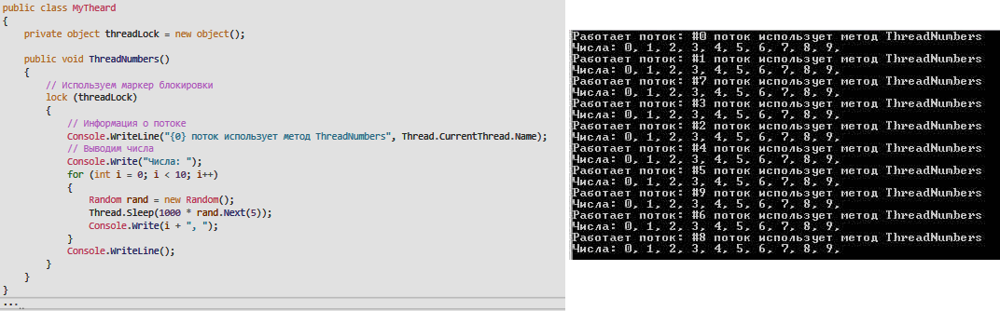 public class MyTheard
{
private object threadLock = new object();
public void ThreadNumbers()
{
// Используем маркер блокировки
lock (threadLock)
{
// Информация о потоке
Console.WriteLine("{0} поток использует метод ThreadNumbers", Thread.CurrentThread.Name);
// Выводим числа
Console.Write("Числа: ");
for (int i = 0; i < 10; i++)
{
Random rand = new Random();
Thread.Sleep(1000 * rand.Next(5));
Console.Write(i + ", ");
}
Console.WriteLine();
}
}
}
...
Работает поток: #0 поток использует метод ThreadNumbers
Числа: 0, 1, 2, 3, 4, 5, 6, 7, 8, 9,
Работает поток: #1 поток использует метод ThreadNumbers
Числа: 0, 1, 2, 3, 4, 5, 6, 7, 8, 9,
Работает поток: #7 поток использует метод ThreadNumbers
Числа: 0, 1, 2, 3, 4, 5, 6, 7, 8, 9,
Работает поток: #3 поток использует метод ThreadNumbers
Числа: 0, 1, 2, 3, 4, 5, 6, 7, 8, 9,
Работает поток: #2 поток использует метод ThreadNumbers
Числа: 0, 1, 2, 3, 4, 5, 6, 7, 8, 9,
Работает поток: #4 поток использует метод ThreadNumbers
Числа: 0, 1, 2, 3, 4, 5, 6, 7, 8, 9,
Работает поток: #5 поток использует метод ThreadNumbers
Числа: 0, 1, 2, 3, 4, 5, 6, 7, 8, 9,
Работает поток: #9 поток использует метод ThreadNumbers
Числа: 0, 1, 2, 3, 4, 5, 6, 7, 8, 9,
Работает поток: #6 поток использует метод ThreadNumbers
Числа: 0, 1, 2, 3, 4, 5, 6, 7, 8, 9,
Работает поток: #8 поток использует метод ThreadNumbers
Числа: 0, 1, 2, 3, 4, 5, 6, 7, 8, 9,